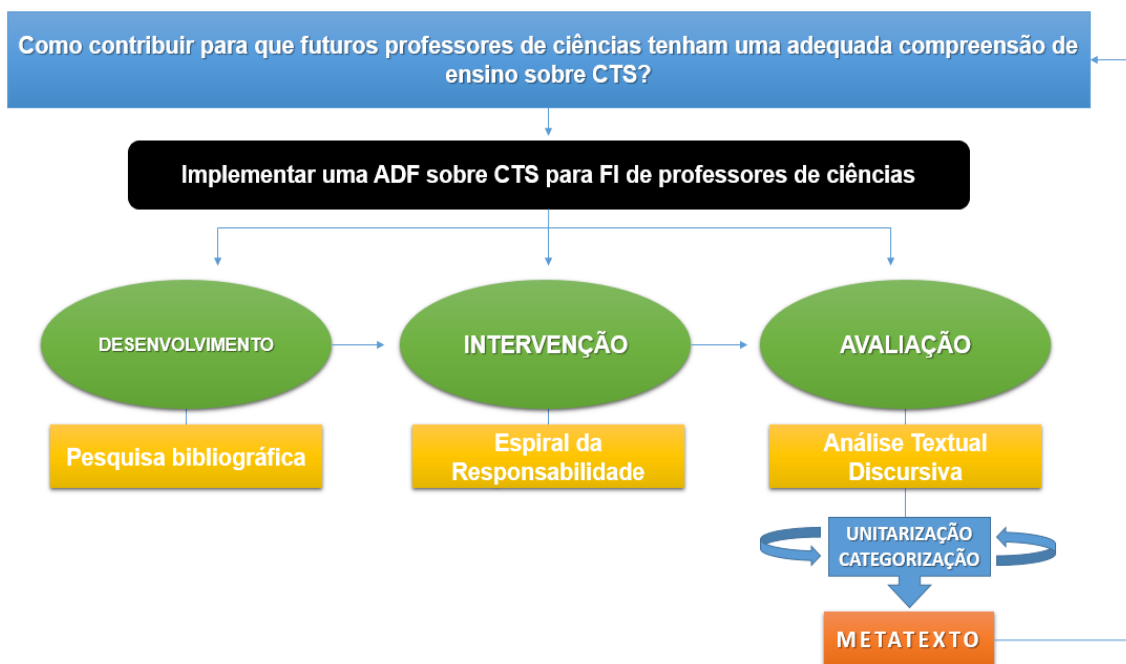 Como contribuir para que futuros professores de ciências tenham uma adequada compreensão de
ensino sobre CTS?
Implementar uma ADF sobre CTS para FI de professores de ciências
DESENVOLVIMENTO
INTERVENÇÃO
AVALIAÇÃO
Pesquisa bibliográfica
Espiral da
Responsabilidade
Análise Textual
Discursiva
UNITARIZAÇÃO
CATEGORIZAÇÃO
METATEXTO